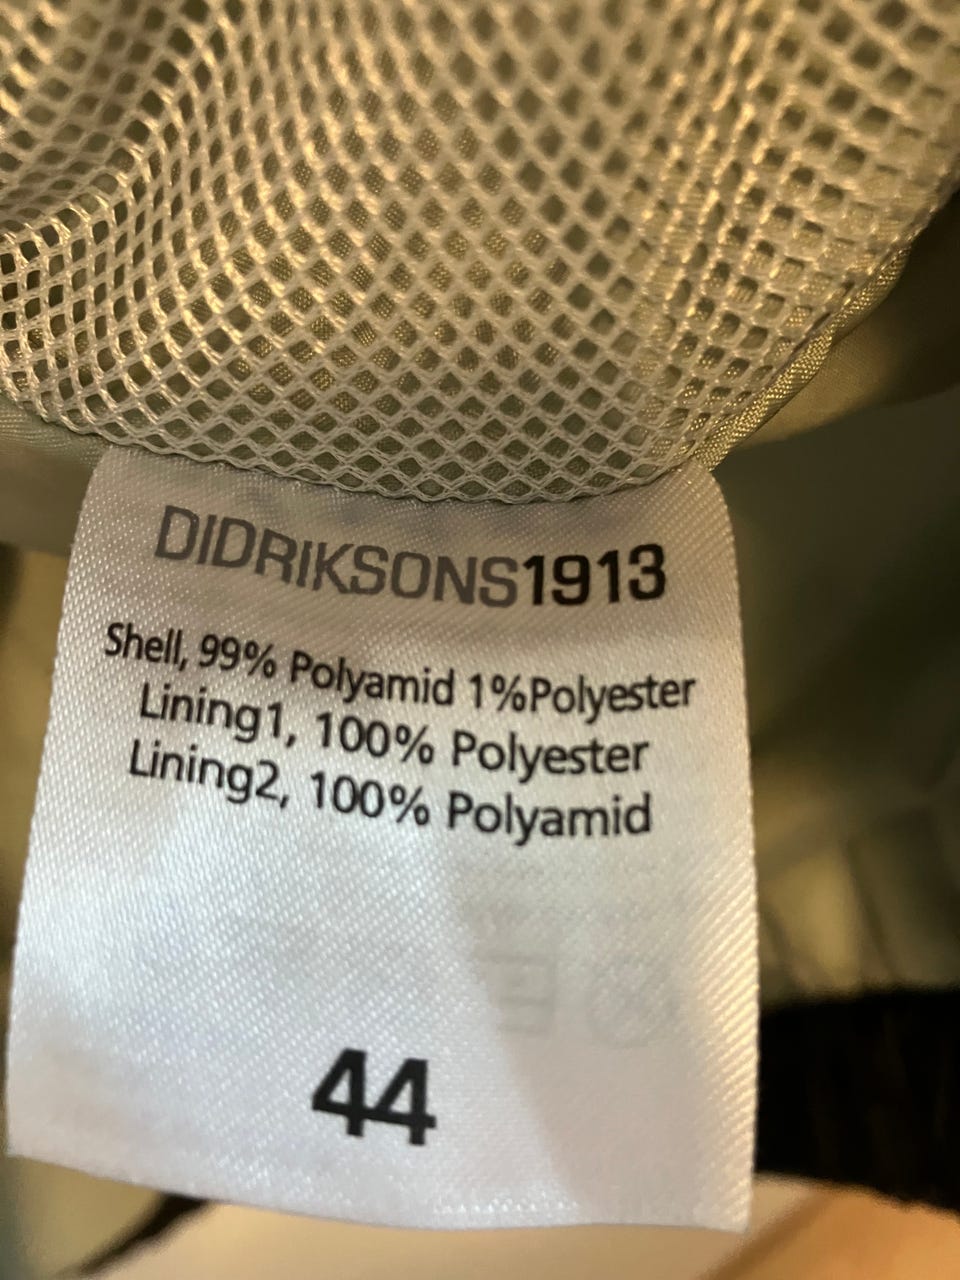 DIDRIKSONS1913
Shell, 99% Polyamid 1%Polyester
Lining1, 100% Polyester
Lining2, 100% Polyamid
44